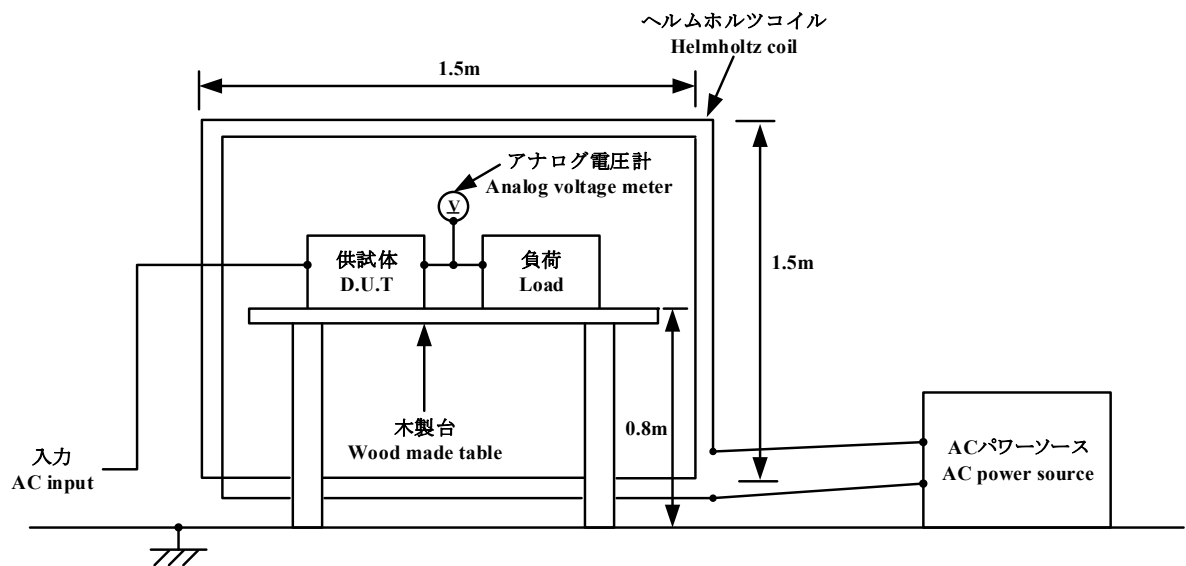 ヘルムホルツコイル
Helmholtz coil
1.5m
アナログ電圧計
Analog voltage meter
V
供試体
D.U.T
負荷
Load
1.5m
木製台
Wood made table
0.8m
入力
AC input
ACパワーソース
AC power source